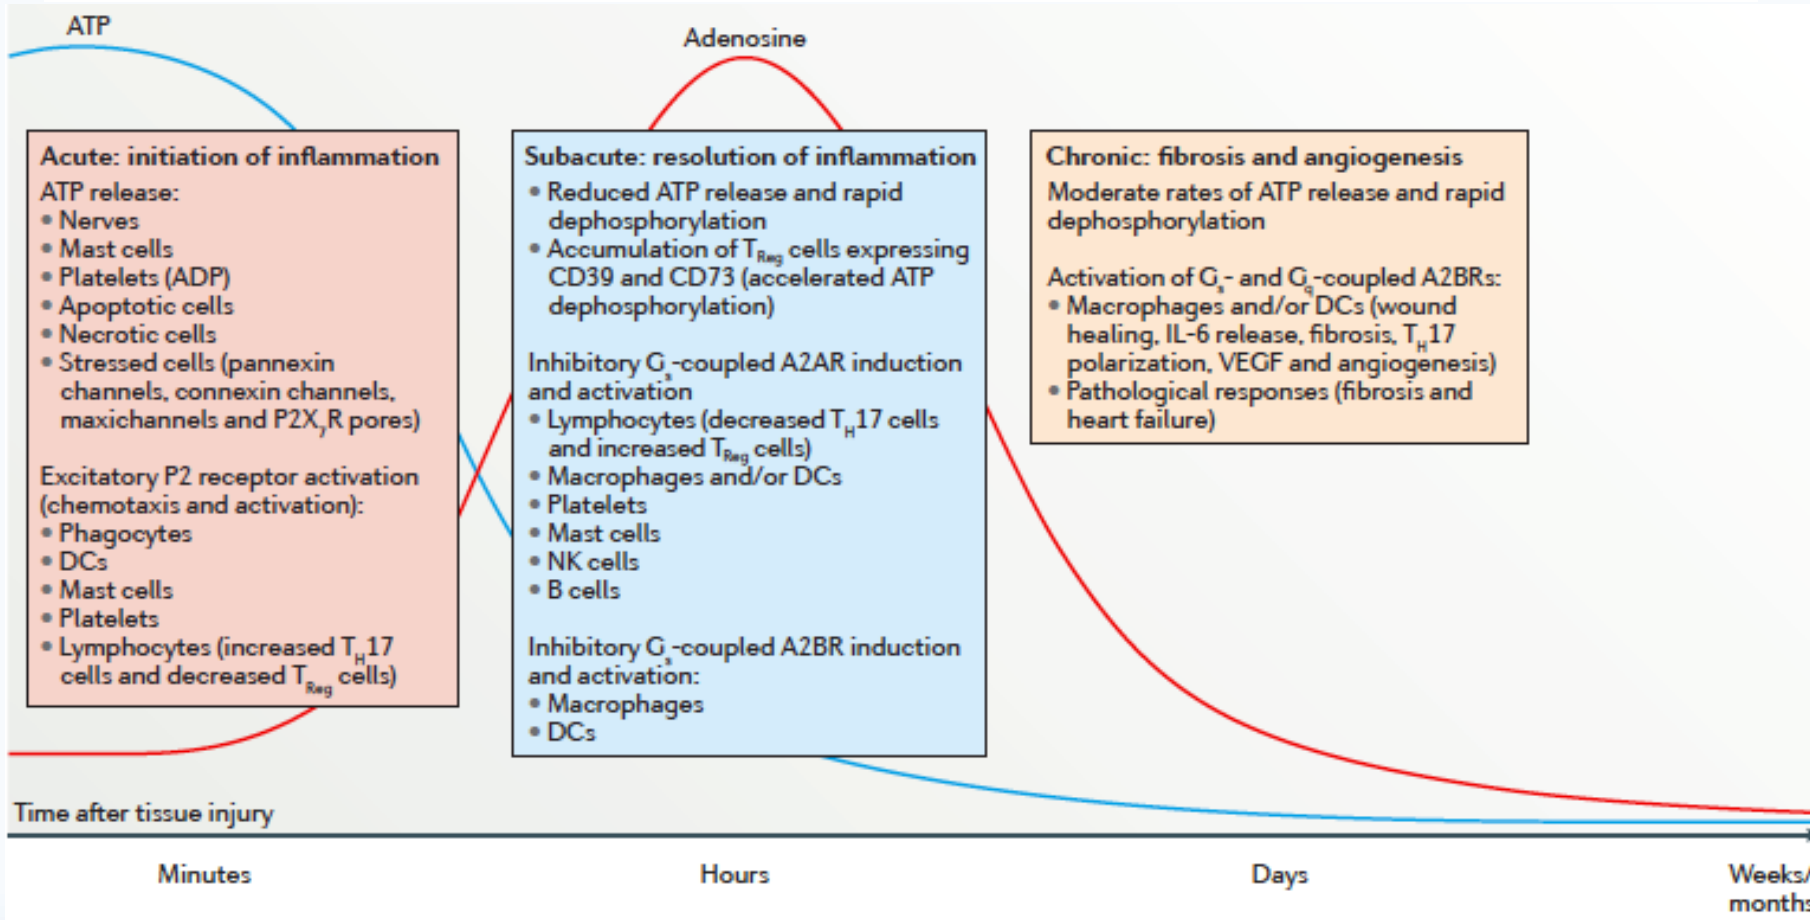 ATP
Adenosine
Acute: initiation of inflammation
ATP release:
• Nerves
• Mast cells
• Platelets (ADP)
• Apoptotic cells
• Necrotic cells
• Stressed cells (pannexin
channels, connexin channels,
maxichannels and P2X7R pores)
Excitatory P2 receptor activation
(chemotaxis and activation):
• Phagocytes
• DCs
• Mast cells
• Platelets
• Lymphocytes (increased TH17
cells and decreased TReg cells)
Subacute: resolution of inflammation
• Reduced ATP release and rapid
dephosphorylation
• Accumulation of TReg cells expressing
CD39 and CD73 (accelerated ATP
dephosphorylation)
Inhibitory Gs-coupled A2AR induction
and activation
• Lymphocytes (decreased TH17 cells
and increased TReg cells)
• Macrophages and/or DCs
• Platelets
• Mast cells
• NK cells
• B cells
Inhibitory Gs-coupled A2BR induction
and activation:
• Macrophages
• DCs
Chronic: fibrosis and angiogenesis
Moderate rates of ATP release and rapid
dephosphorylation
Activation of Gs- and Gq-coupled A2BRs:
• Macrophages and/or DCs (wound
healing, IL-6 release, fibrosis, TH17
polarization, VEGF and angiogenesis)
• Pathological responses (fibrosis and
heart failure)
Time after tissue injury
Minutes
Hours
Days
Weeks/
months